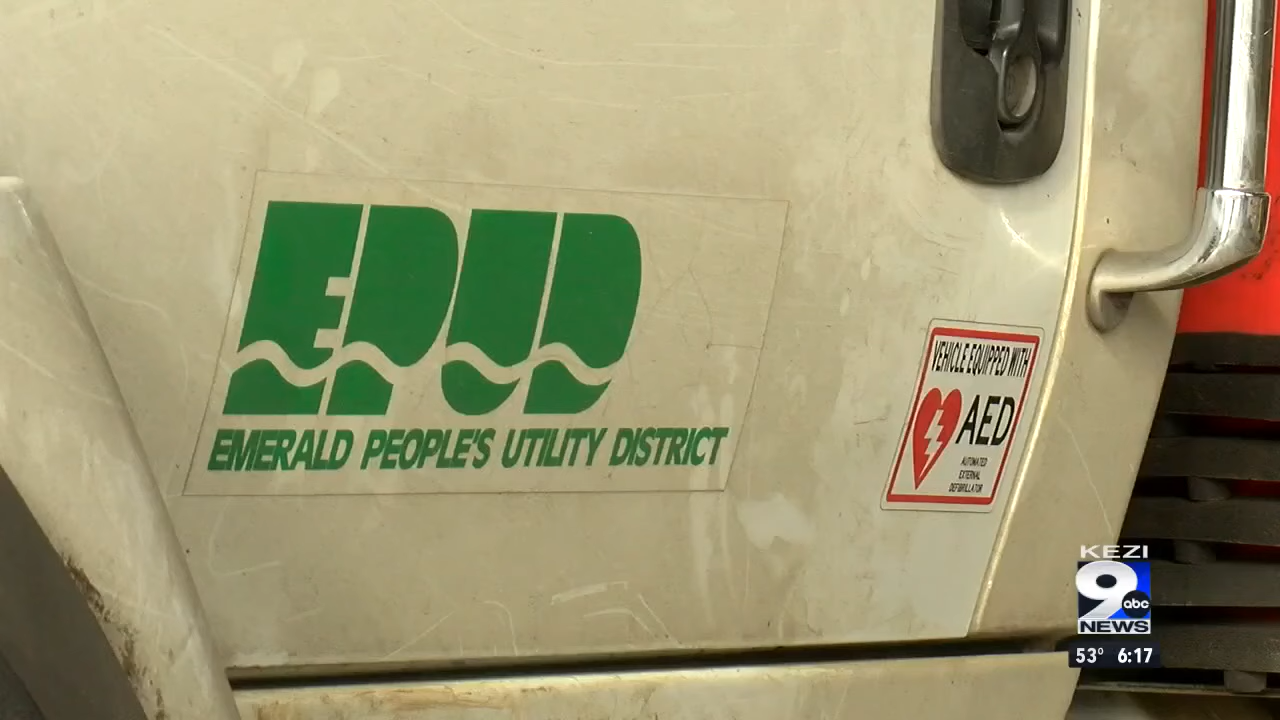 EPUD
EMERALD PEOPLE'S UTILITY DISTRICT
VEHICLE EQUIPPED WITH
AED
AUTOMATED
EXTERNAL
DEFIBRILLATOR
KEZI
9
abc
NEWS
53° 6:17